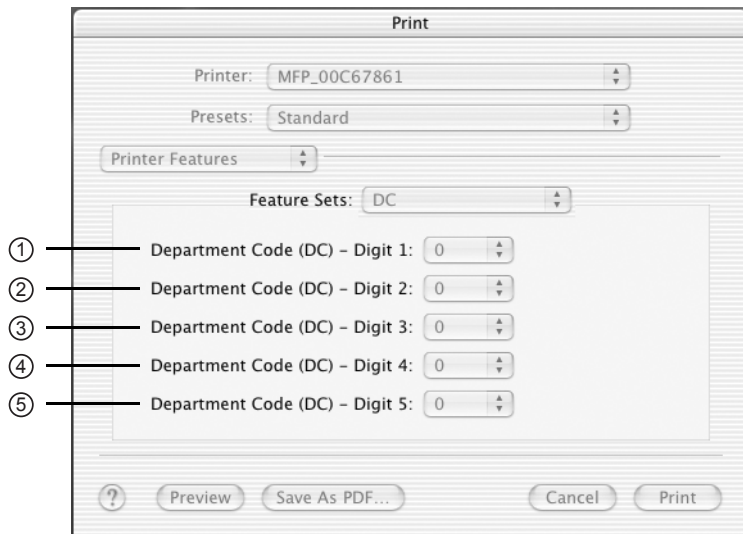 Print
Printer: MFP_00C67861
Presets: Standard
Printer Features
Feature Sets: DC
① Department Code (DC) – Digit 1: 0
② Department Code (DC) – Digit 2: 0
③ Department Code (DC) – Digit 3: 0
④ Department Code (DC) – Digit 4: 0
⑤ Department Code (DC) – Digit 5: 0
? Preview Save As PDF... Cancel Print